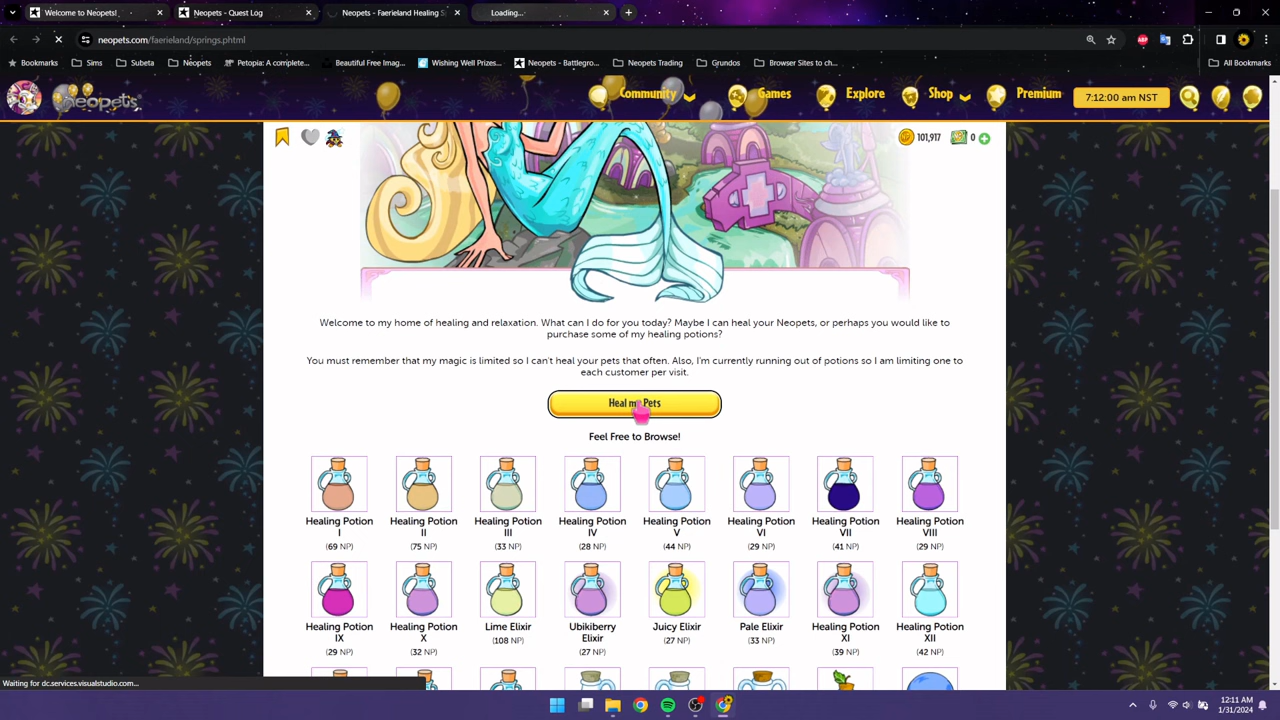 Welcome to Neopets!
Neopets - Quest Log
Neopets - Faerieland Healing Sp
Loading...
neopets.com/faerieland/springs.phtml
Bookmarks
Sims
Subeta
Neopets
Petopia: A complete...
Beautiful Free Imag...
Wishing Well Prizes...
Neopets - Battlegro...
Neopets Trading
Grundos
Browser Sites to ch...
All Bookmarks
neopets
Community
Games
Explore
Shop
Premium
7:12:00 am NST
101,917
0
Welcome to my home of healing and relaxation. What can I do for you today? Maybe I can heal your Neopets, or perhaps you would like to
purchase some of my healing potions?
You must remember that my magic is limited so I can't heal your pets that often. Also, I'm currently running out of potions so I am limiting one to
each customer per visit.
Heal my Pets
Feel Free to Browse!
Healing Potion I
(69 NP)
Healing Potion II
(75 NP)
Healing Potion III
(33 NP)
Healing Potion IV
(28 NP)
Healing Potion V
(44 NP)
Healing Potion VI
(29 NP)
Healing Potion VII
(41 NP)
Healing Potion VIII
(29 NP)
Healing Potion IX
(29 NP)
Healing Potion X
(32 NP)
Lime Elixir
(108 NP)
Ubikiberry Elixir
(27 NP)
Juicy Elixir
(27 NP)
Pale Elixir
(33 NP)
Healing Potion XI
(39 NP)
Healing Potion XII
(42 NP)
Waiting for dc.services.visualstudio.com...
12:11 AM
1/31/2024